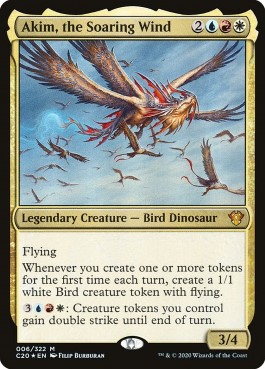 Akim, the Soaring Wind 2
Legendary Creature — Bird Dinosaur
Flying
Whenever you create one or more tokens
for the first time each turn, create a 1/1
white Bird creature token with flying.
3: Creature tokens you control
gain double strike until end of turn.
3/4
006/322 M
C20 ★ EN FILIP BURBURAN
™ & © 2020 Wizards of the Coast